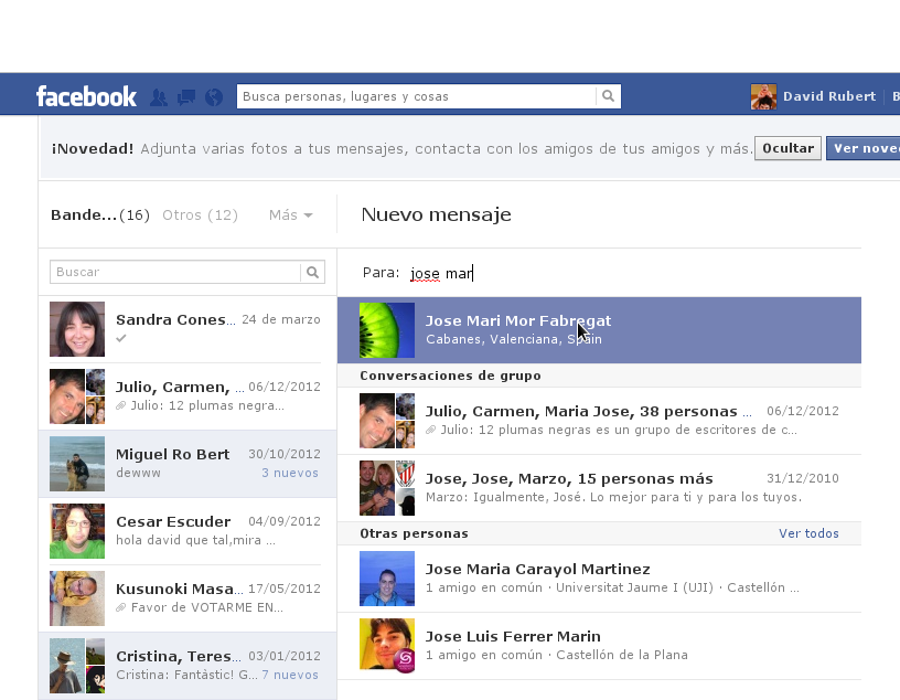 facebook
Busca personas, lugares y cosas
David Rubert
¡Novedad! Adjunta varias fotos a tus mensajes, contacta con los amigos de tus amigos y más.
Ocultar
Ver nove
Bande...(16) Otros (12) Más
Nuevo mensaje
Buscar
Para: jose mar
Sandra Cones... 24 de marzo
Julio, Carmen, ... 06/12/2012
Julio: 12 plumas negra...
Miguel Ro Bert 30/10/2012
dewww 3 nuevos
Cesar Escuder 04/09/2012
hola david que tal,mira ...
Kusunoki Masa... 17/05/2012
Favor de VOTARME EN...
Cristina, Teres... 03/01/2012
Cristina: Fantàstic! G... 7 nuevos
Jose Mari Mor Fabregat
Cabanes, Valenciana, Spain
Conversaciones de grupo
Julio, Carmen, Maria Jose, 38 personas ... 06/12/2012
Julio: 12 plumas negras es un grupo de escritores de c...
Jose, Jose, Marzo, 15 personas más 31/12/2010
Marzo: Igualmente, José. Lo mejor para ti y para los tuyos.
Otras personas Ver todos
Jose Maria Carayol Martinez
1 amigo en común · Universitat Jaume I (UJI) · Castellón ...
Jose Luis Ferrer Marin
1 amigo en común · Castellón de la Plana